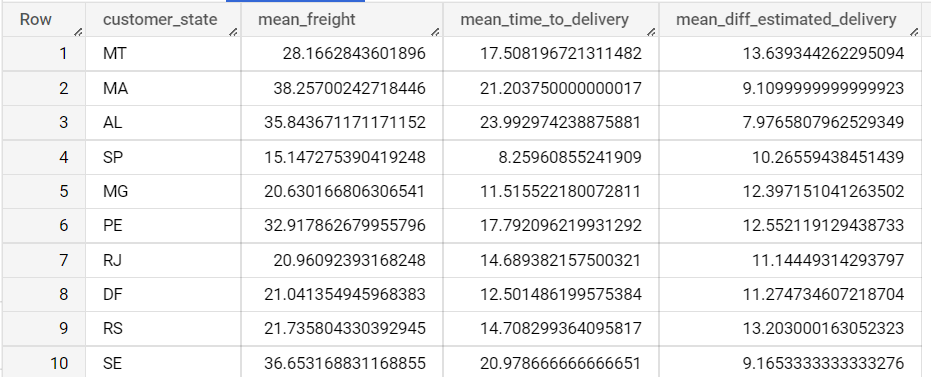 Row customer_state mean_freight mean_time_to_delivery mean_diff_estimated_delivery
1 MT 28.1662843601896 17.508196721311482 13.639344262295094
2 MA 38.25700242718446 21.203750000000017 9.1099999999999923
3 AL 35.843671171171152 23.992974238875881 7.9765807962529349
4 SP 15.147275390419248 8.25960855241909 10.26559438451439
5 MG 20.630166806306541 11.515522180072811 12.397151041263502
6 PE 32.917862679955796 17.792096219931292 12.552119129438733
7 RJ 20.96092393168248 14.689382157500321 11.14449314293797
8 DF 21.041354945968383 12.501486199575384 11.274734607218704
9 RS 21.735804330392945 14.708299364095817 13.203000163052323
10 SE 36.653168831168855 20.978666666666651 9.1653333333333276